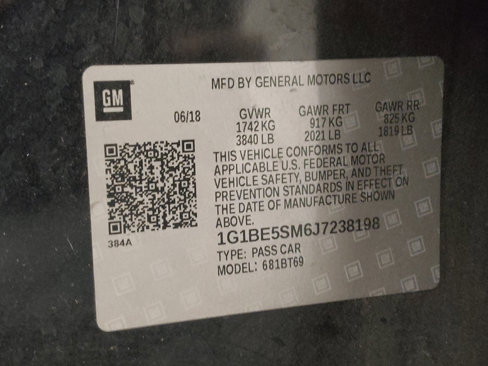 MFD BY GENERAL MOTORS LLC
GM
06/18 GVWR GAWR FRT GAWR RR
1742 KG 917 KG 825 KG
3840 LB 2021 LB 1819 LB
THIS VEHICLE CONFORMS TO ALL
APPLICABLE U.S. FEDERAL MOTOR
VEHICLE SAFETY, BUMPER, AND THEFT
PREVENTION STANDARDS IN EFFECT ON
THE DATE OF MANUFACTURE SHOWN
ABOVE.
384A
1G1BE5SM6J7238198
TYPE: PASS CAR
MODEL: 681BT69